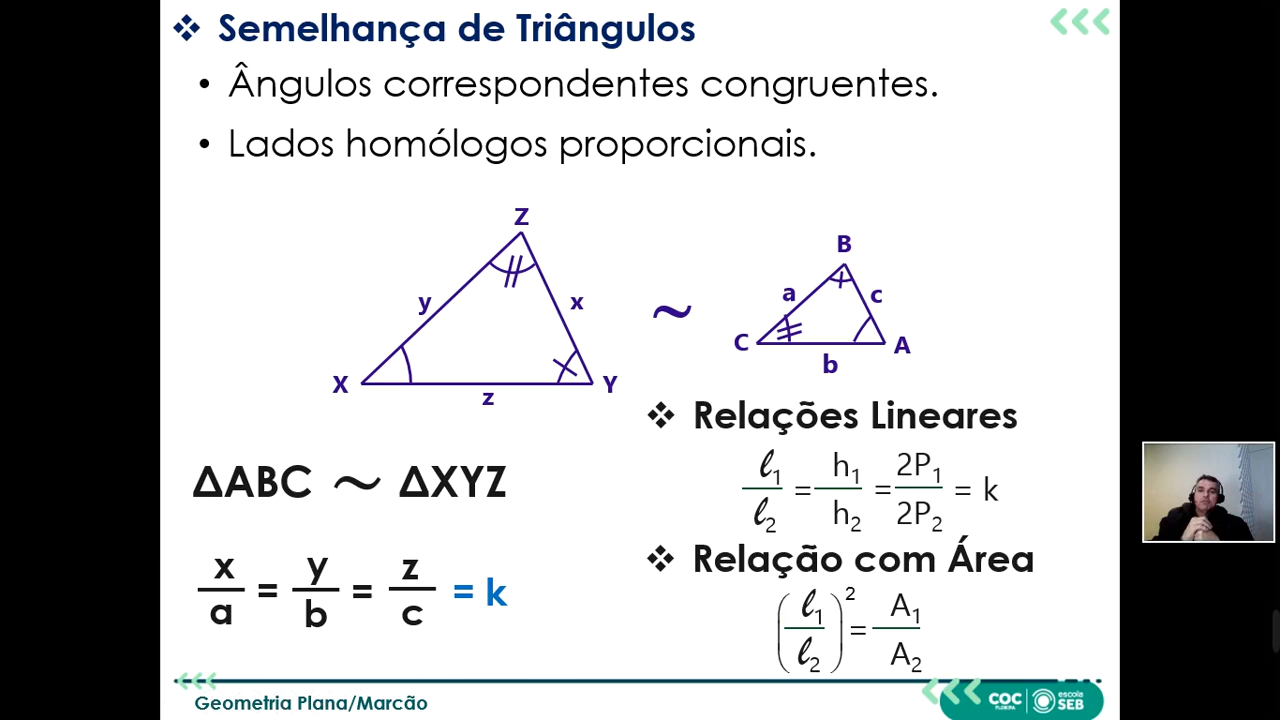 ❖ Semelhança de Triângulos
• Ângulos correspondentes congruentes.
• Lados homólogos proporcionais.
Z
y
x
X
Y
z
~
B
a
c
C
A
b
ΔABC ~ ΔXYZ
x/a = y/b = z/c = k
❖ Relações Lineares
ℓ₁/ℓ₂ = h₁/h₂ = 2P₁/2P₂ = k
❖ Relação com Área
(ℓ₁/ℓ₂)² = A₁/A₂
Geometria Plana/Marcão
COC
FLORIPA
escola
SEB